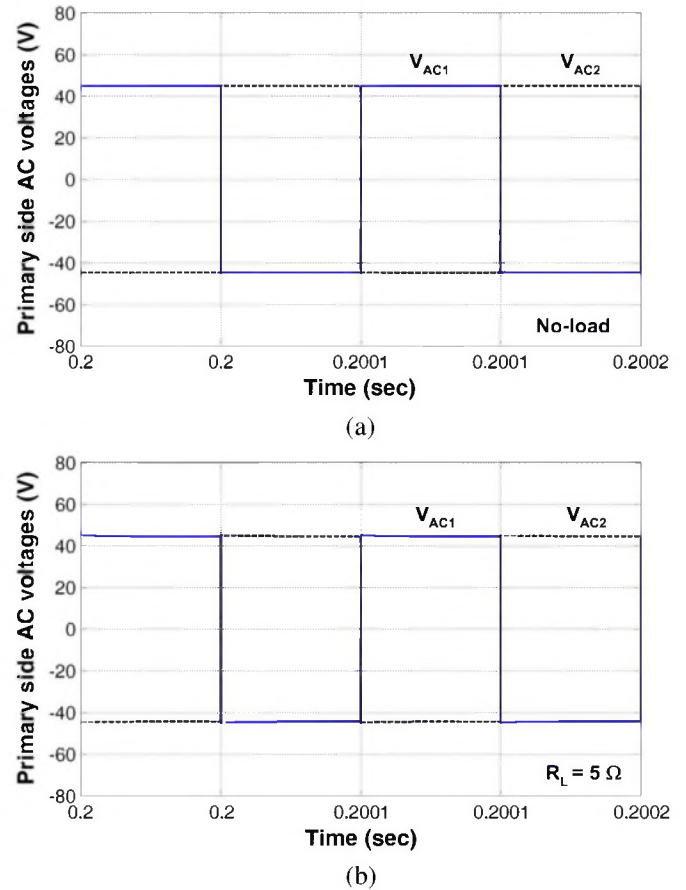 80
60
40
20
0
-20
-40
-60
-80
Primary side AC voltages (V)
V_AC1
V_AC2
No-load
0.2
0.2
0.2001
0.2001
0.2002
Time (sec)
(a)
80
60
40
20
0
-20
-40
-60
-80
Primary side AC voltages (V)
V_AC1
V_AC2
R_L = 5 Ω
0.2
0.2
0.2001
0.2001
0.2002
Time (sec)
(b)